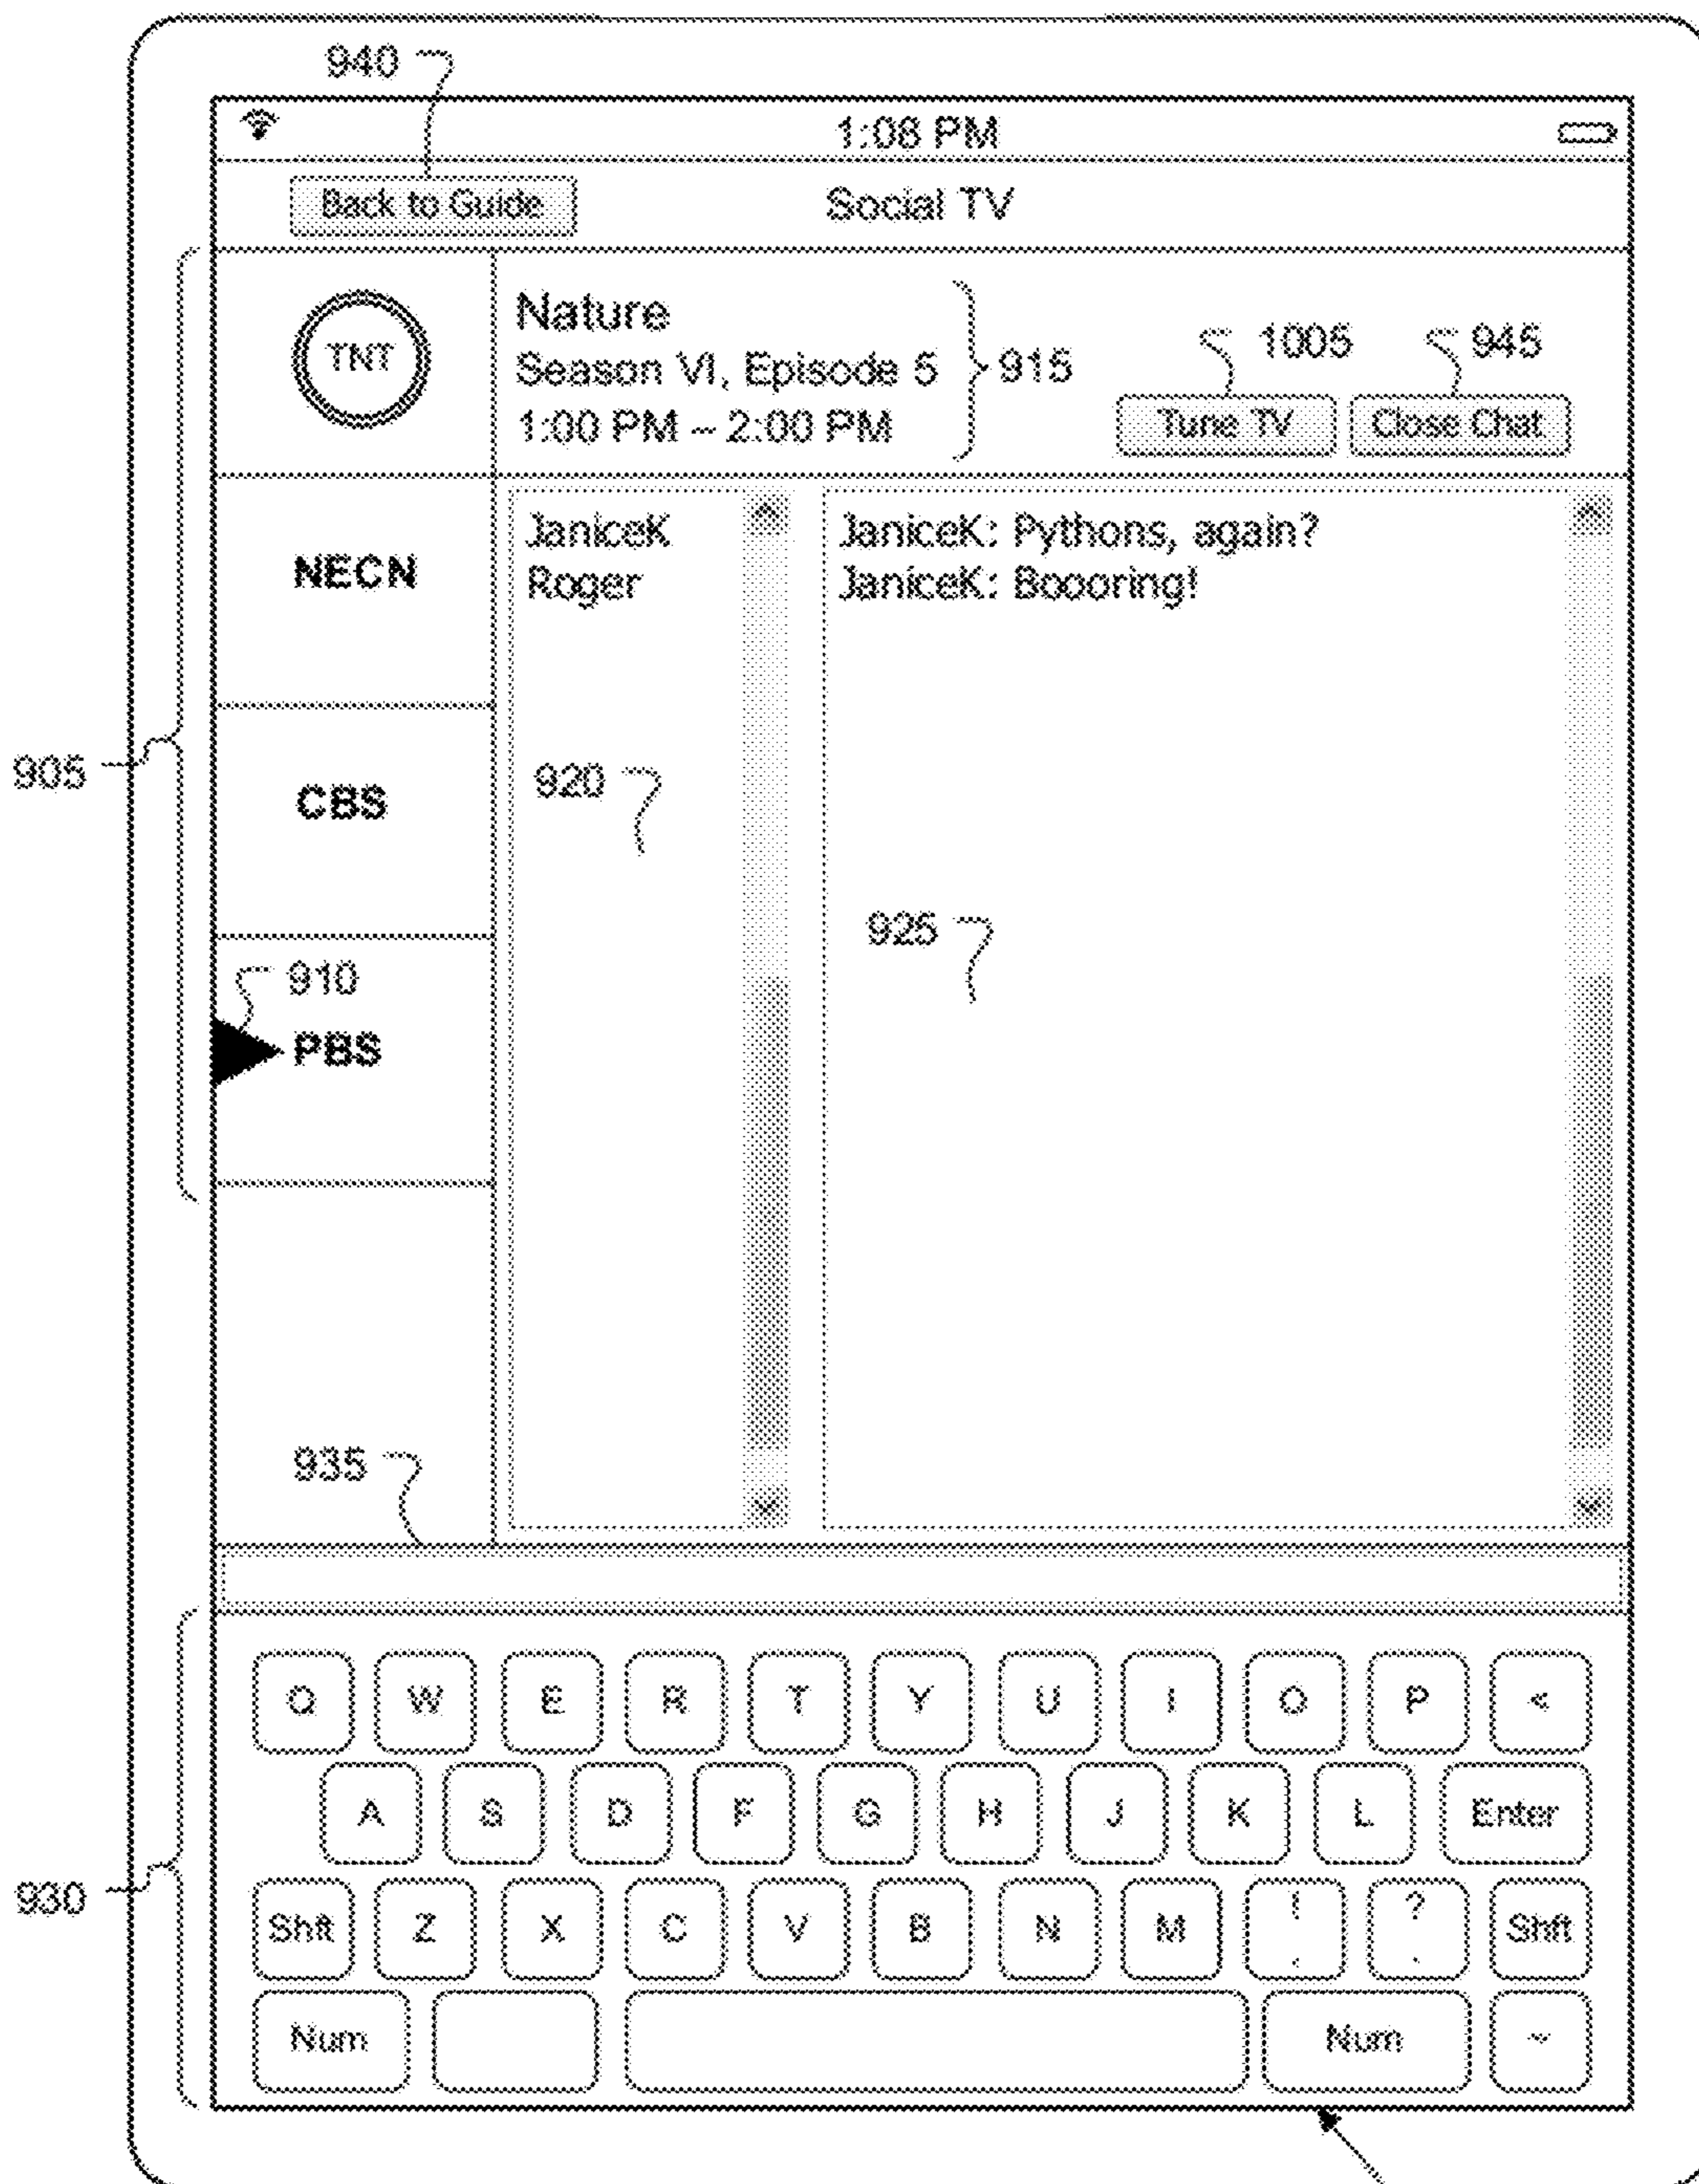 940
1:08 PM
Back to Guide Social TV
TNT
Nature
Season VI, Episode 5
1:00 PM – 2:00 PM
915
1005
945
Tune TV Close Chat
NECN
CBS
910
PBS
905
JaniceK
Roger
920
JaniceK: Pythons, again?
JaniceK: Boooring!
925
935
930
Q W E R T Y U I O P <
A S D F G H J K L Enter
Shft Z X C V B N M ! , ? . Shft
Num Num ~